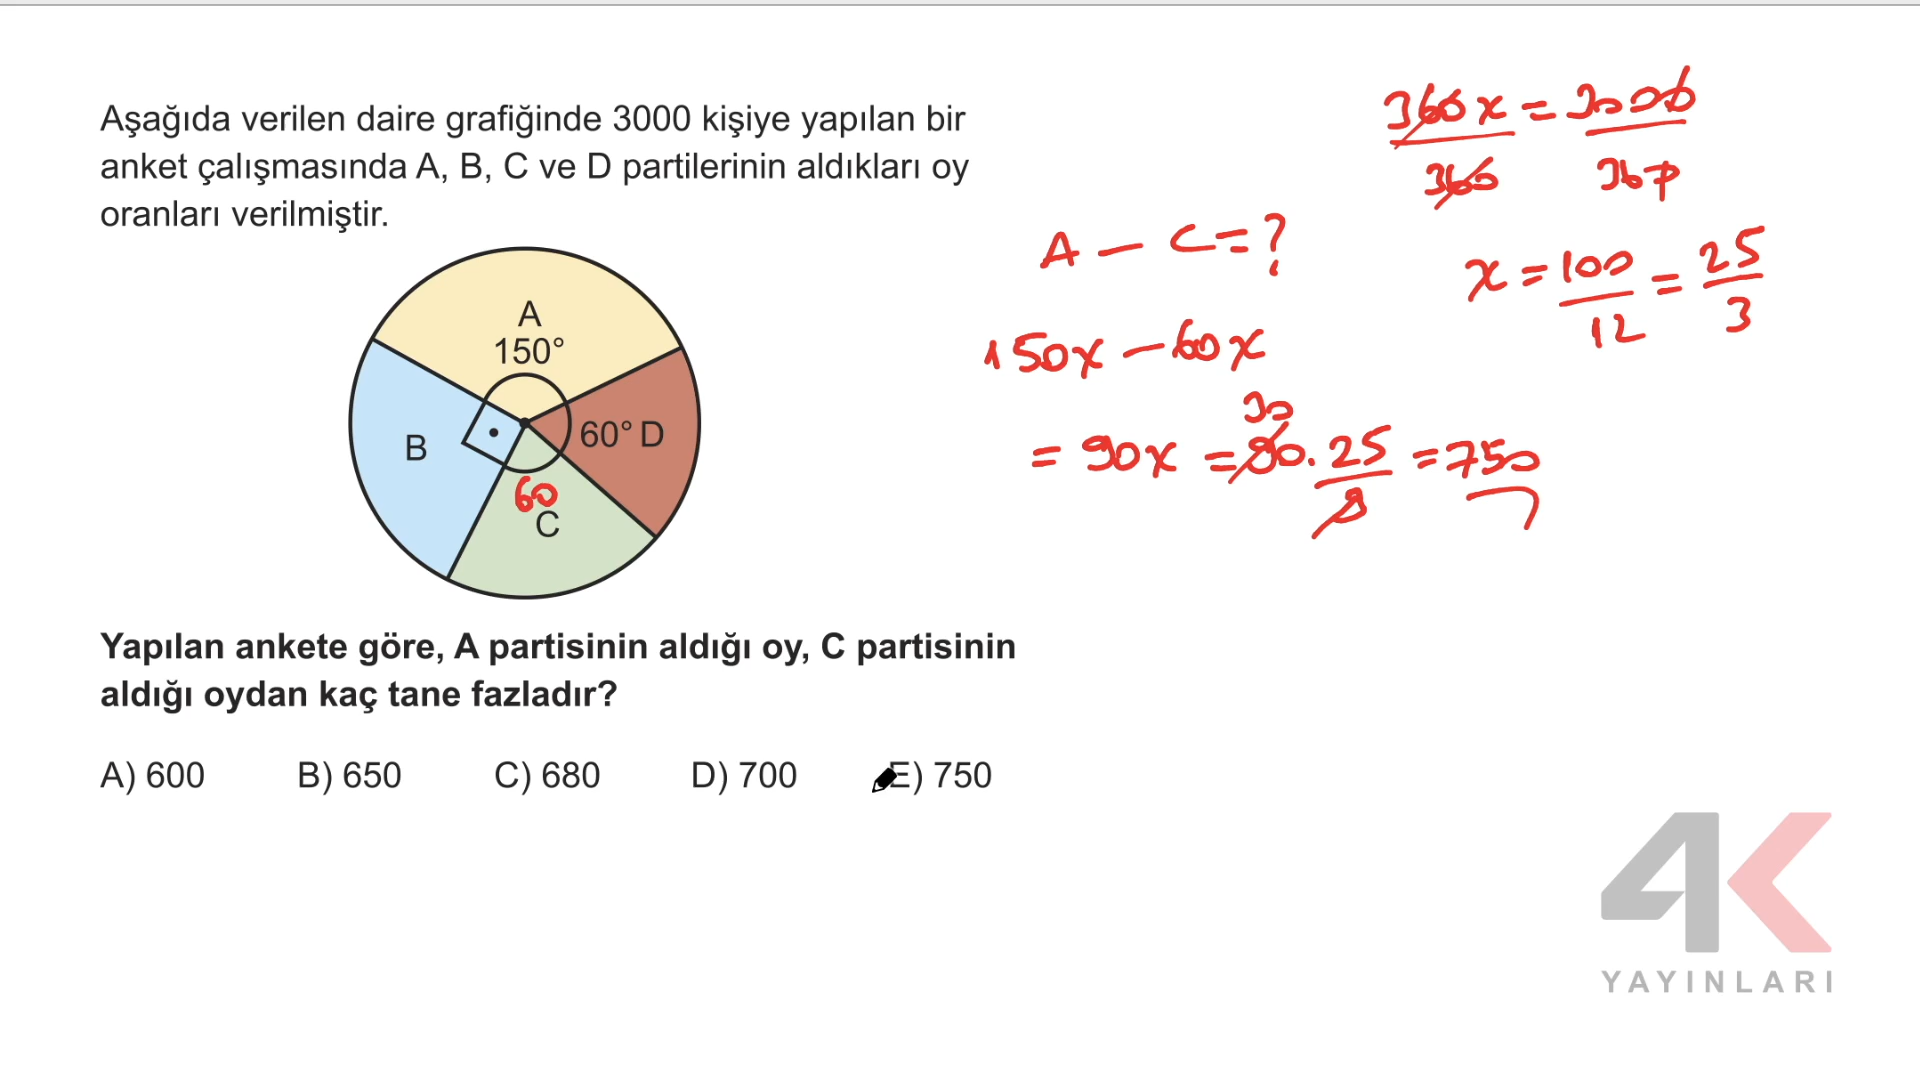 Aşağıda verilen daire grafiğinde 3000 kişiye yapılan bir
anket çalışmasında A, B, C ve D partilerinin aldıkları oy
oranları verilmiştir.
A
150°
B
60° D
60
C
Yapılan ankete göre, A partisinin aldığı oy, C partisinin
aldığı oydan kaç tane fazladır?
A) 600 B) 650 C) 680 D) 700 E) 750
A - C = ?
150x - 60x
30
= 90x = 90. 25 = 750
3
360x = 3000
360 360
x = 100 = 25
12 3
4K
YAYINLARI